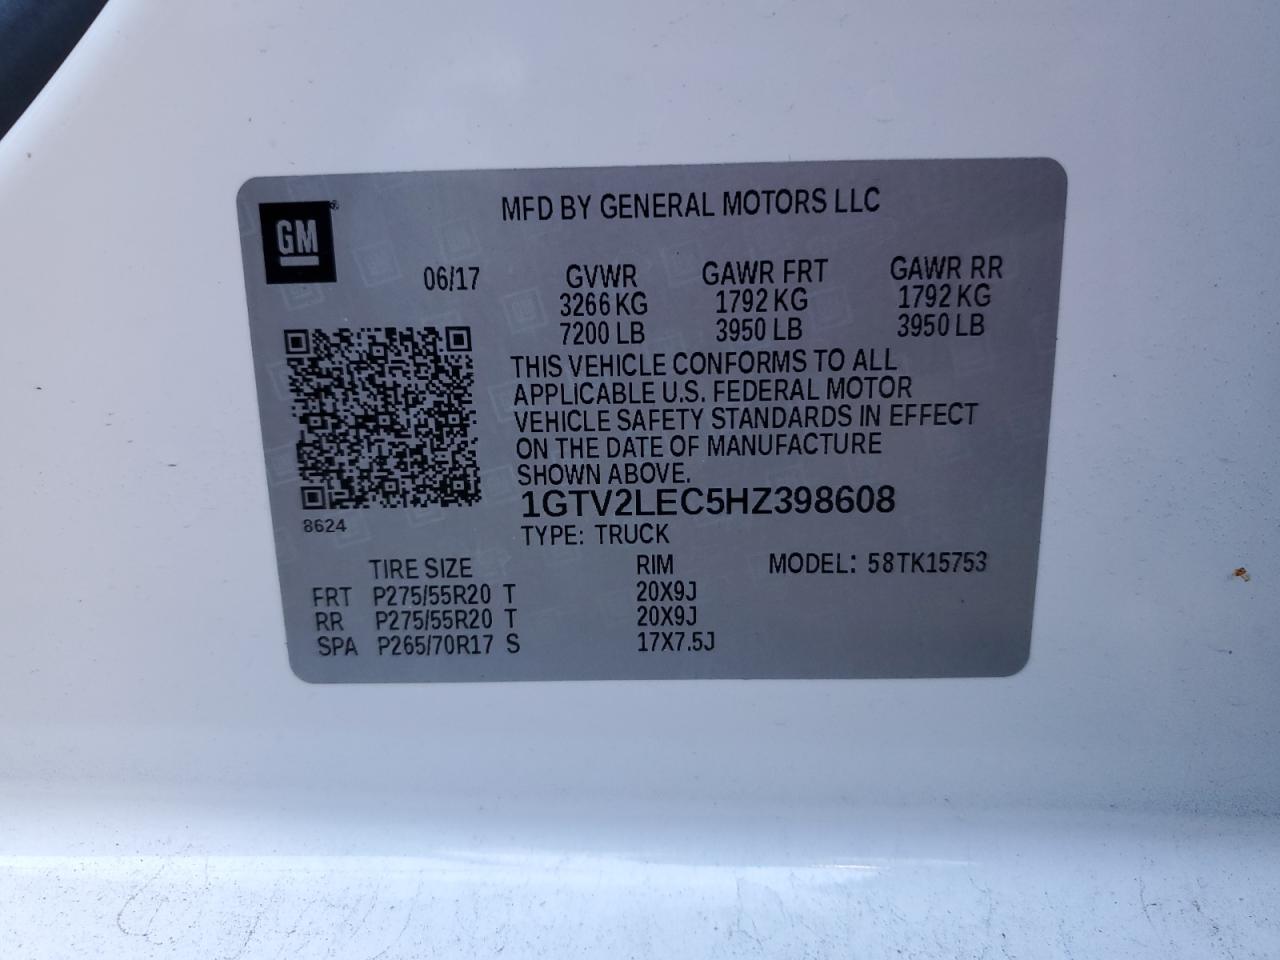 MFD BY GENERAL MOTORS LLC
GM ®
06/17 GVWR GAWR FRT GAWR RR
3266 KG 1792 KG 1792 KG
7200 LB 3950 LB 3950 LB
THIS VEHICLE CONFORMS TO ALL
APPLICABLE U.S. FEDERAL MOTOR
VEHICLE SAFETY STANDARDS IN EFFECT
ON THE DATE OF MANUFACTURE
SHOWN ABOVE.
1GTV2LEC5HZ398608
8624
TYPE: TRUCK
TIRE SIZE RIM MODEL: 58TK15753
FRT P275/55R20 T 20X9J
RR P275/55R20 T 20X9J
SPA P265/70R17 S 17X7.5J